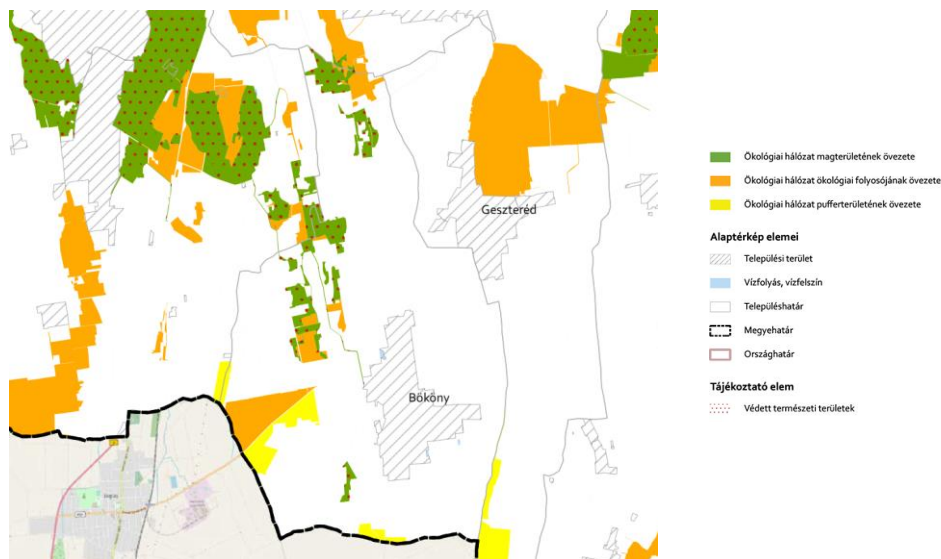 Geszteréd
Bököny
Ökológiai hálózat magterületének övezete
Ökológiai hálózat ökológiai folyosójának övezete
Ökológiai hálózat pufferterületének övezete
Alaptérkép elemei
Települési terület
Vízfolyás, vízfelszín
Településhatár
Megyehatár
Országhatár
Tájékoztató elem
Védett természeti területek